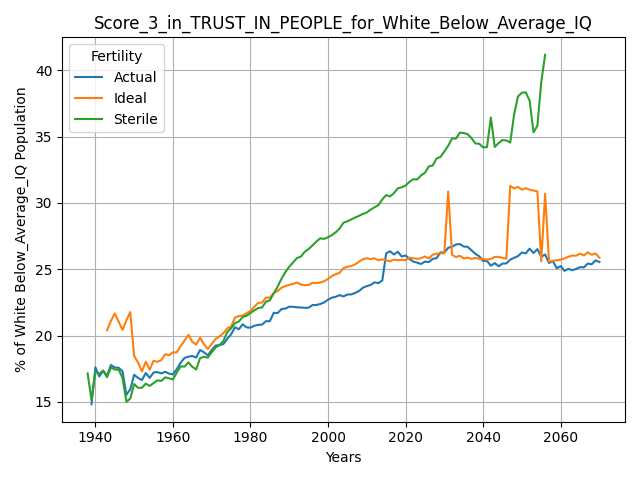 Score_3_in_TRUST_IN_PEOPLE_for_White_Below_Average_IQ
Fertility
Actual
Ideal
Sterile
% of White Below_Average_IQ Population
40
35
30
25
20
15
1940
1960
1980
2000
2020
2040
2060
Years